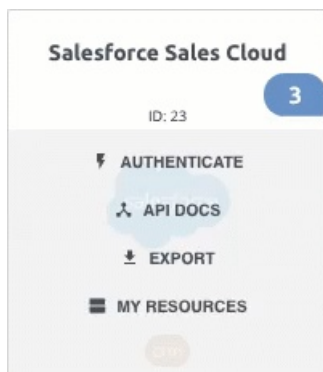 Salesforce Sales Cloud
3
ID: 23
AUTHENTICATE
API DOCS
EXPORT
MY RESOURCES